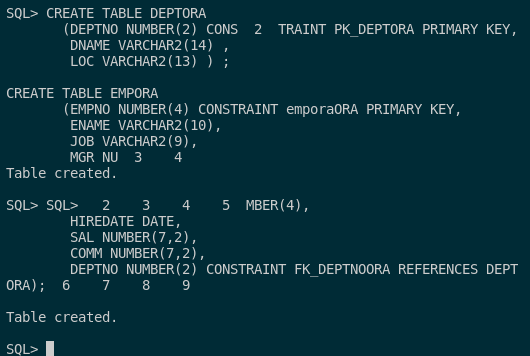 SQL> CREATE TABLE DEPTORA
       (DEPTNO NUMBER(2) CONS  2  TRAINT PK_DEPTORA PRIMARY KEY,
        DNAME VARCHAR2(14) ,
        LOC VARCHAR2(13) ) ;

CREATE TABLE EMPORA
       (EMPNO NUMBER(4) CONSTRAINT emporaORA PRIMARY KEY,
        ENAME VARCHAR2(10),
        JOB VARCHAR2(9),
        MGR NU  3    4
Table created.

SQL> SQL>   2    3    4    5  MBER(4),
        HIREDATE DATE,
        SAL NUMBER(7,2),
        COMM NUMBER(7,2),
        DEPTNO NUMBER(2) CONSTRAINT FK_DEPTNOORA REFERENCES DEPT
ORA);  6    7    8    9

Table created.

SQL>